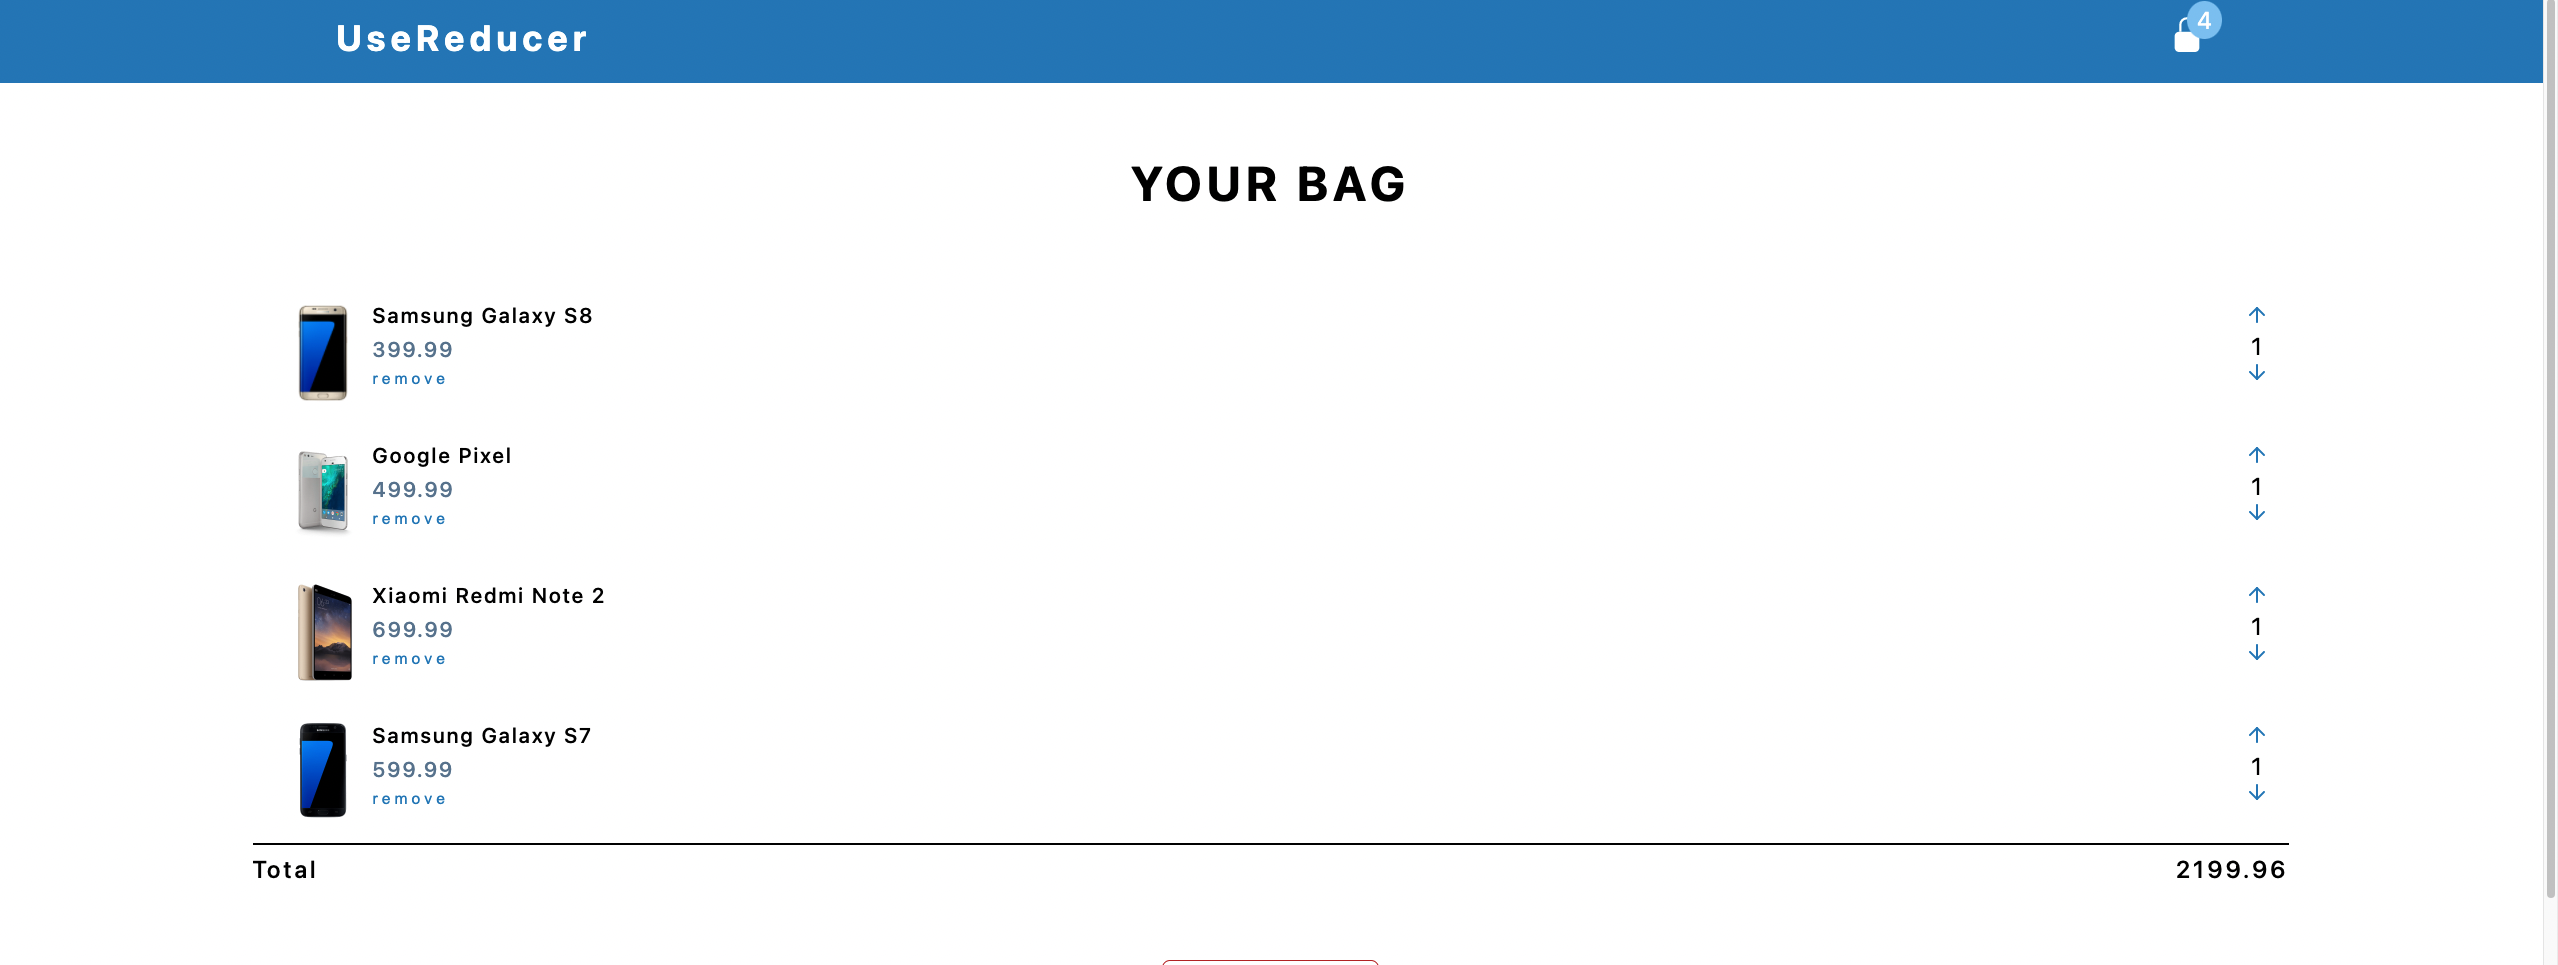 UseReducer
4
YOUR BAG
Samsung Galaxy S8
399.99
remove
1
Google Pixel
499.99
remove
1
Xiaomi Redmi Note 2
699.99
remove
1
Samsung Galaxy S7
599.99
remove
1
Total 2199.96